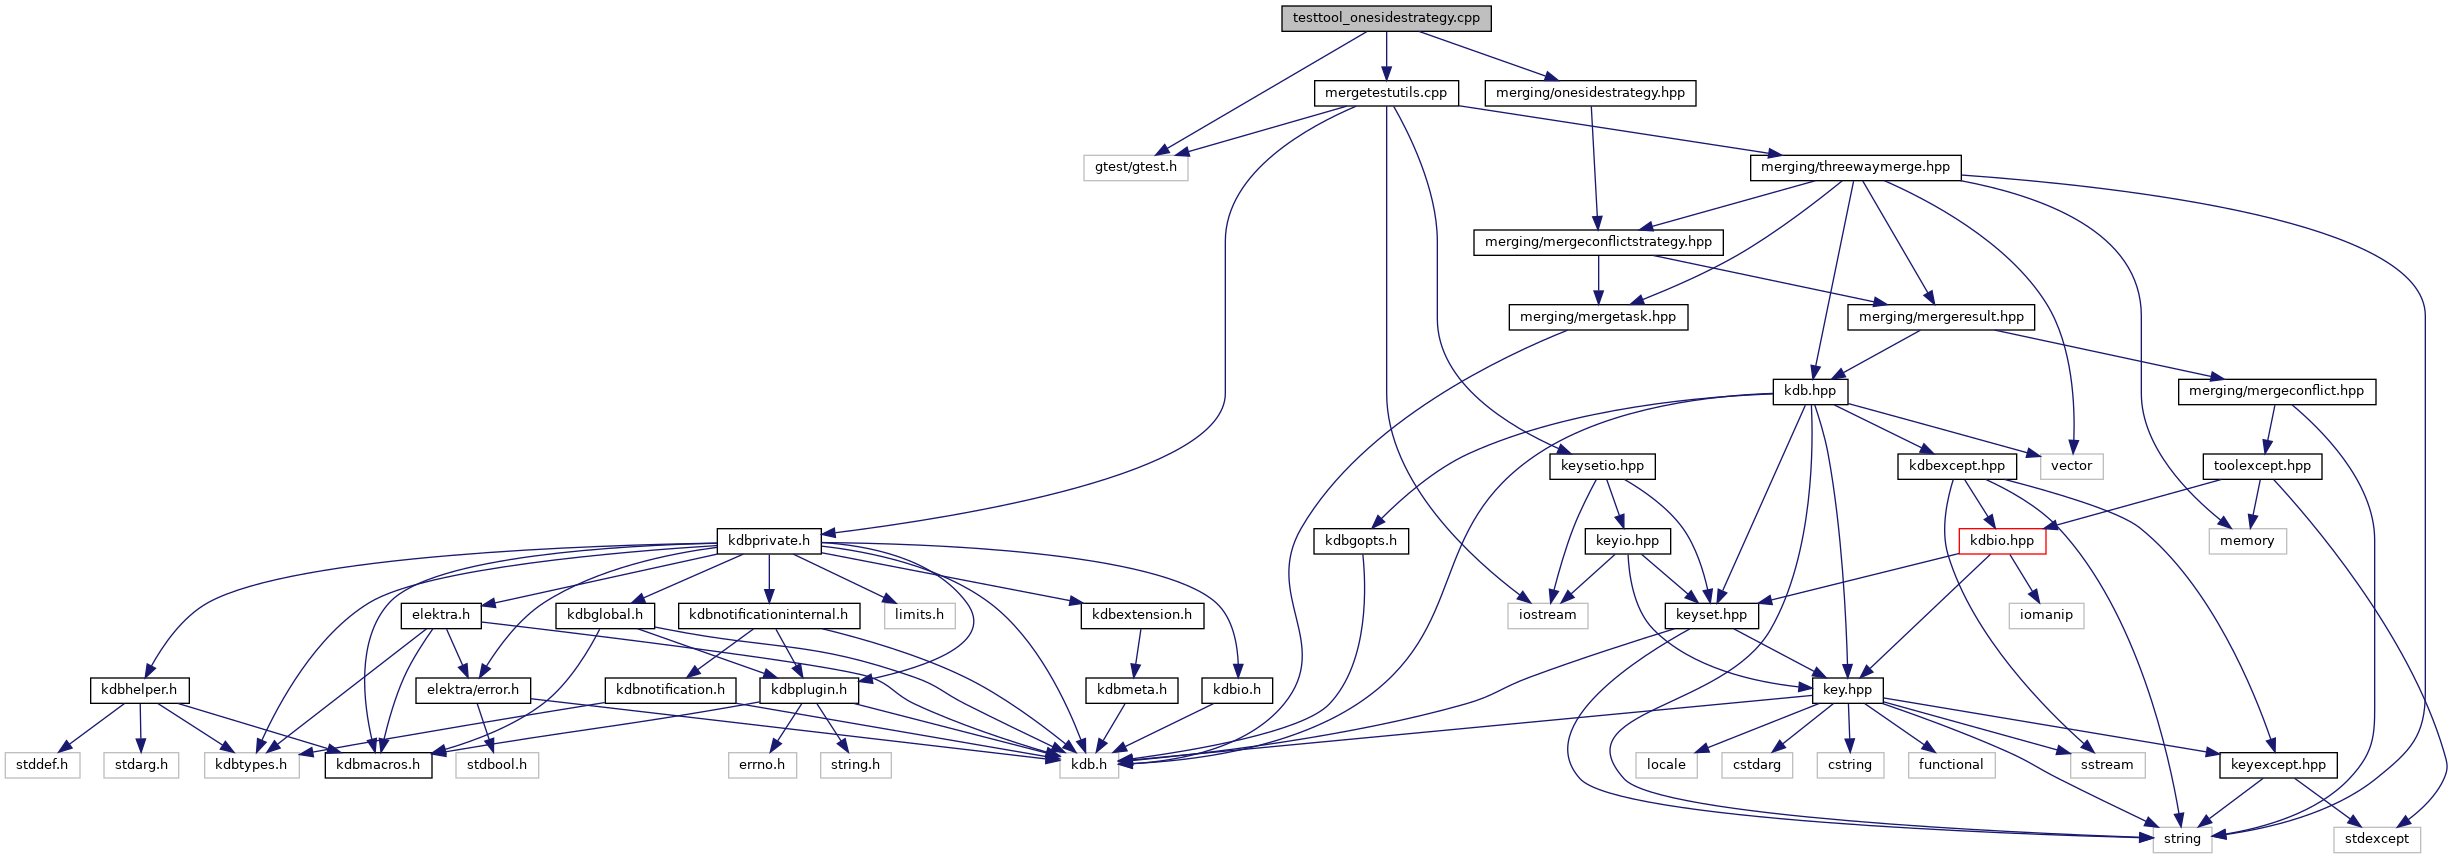 testtool_onesidestrategy.cpp
mergetestutils.cpp
merging/onesidestrategy.hpp
gtest/gtest.h
merging/threewaymerge.hpp
merging/mergeconflictstrategy.hpp
merging/mergetask.hpp
merging/mergeresult.hpp
kdb.hpp
merging/mergeconflict.hpp
keysetio.hpp
kdbexcept.hpp
vector
toolexcept.hpp
kdbprivate.h
kdbgopts.h
keyio.hpp
kdbio.hpp
memory
elektra.h
kdbglobal.h
kdbnotificationinternal.h
limits.h
kdbextension.h
iostream
keyset.hpp
iomanip
kdbhelper.h
elektra/error.h
kdbnotification.h
kdbplugin.h
kdbmeta.h
kdbio.h
key.hpp
stddef.h
stdarg.h
kdbtypes.h
kdbmacros.h
stdbool.h
errno.h
string.h
kdb.h
locale
cstdarg
cstring
functional
sstream
keyexcept.hpp
string
stdexcept